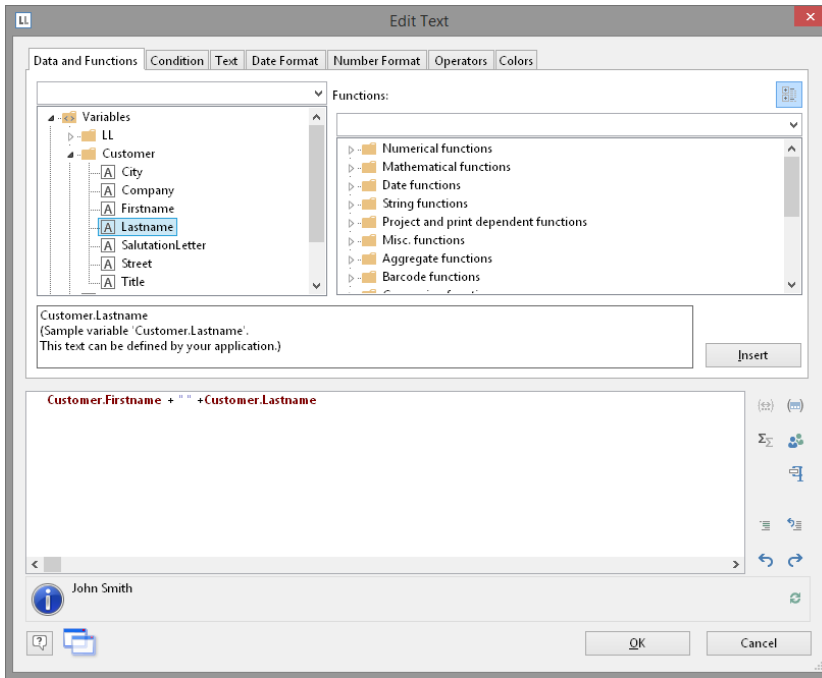 LL Edit Text
Data and Functions Condition Text Date Format Number Format Operators Colors
Functions:
Variables
LL
Customer
A City
A Company
A Firstname
A Lastname
A SalutationLetter
A Street
A Title
Numerical functions
Mathematical functions
Date functions
String functions
Project and print dependent functions
Misc. functions
Aggregate functions
Barcode functions
Customer.Lastname
{Sample variable 'Customer.Lastname'.
This text can be defined by your application.}
Insert
Customer.Firstname + " " +Customer.Lastname
John Smith
OK Cancel